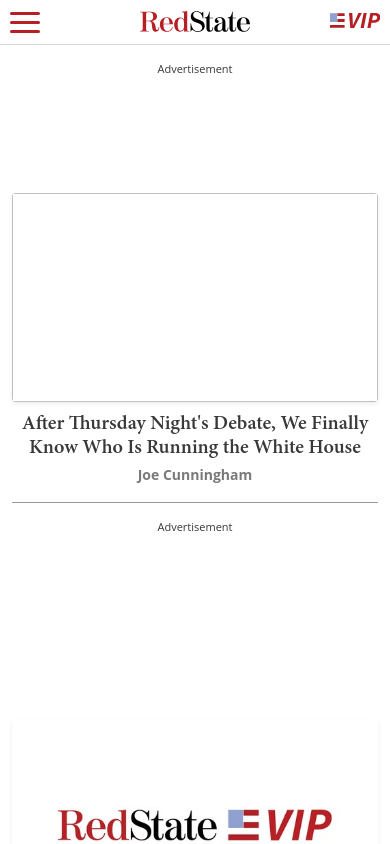 RedState VIP
Advertisement
After Thursday Night's Debate, We Finally
Know Who Is Running the White House
Joe Cunningham
Advertisement
RedState VIP